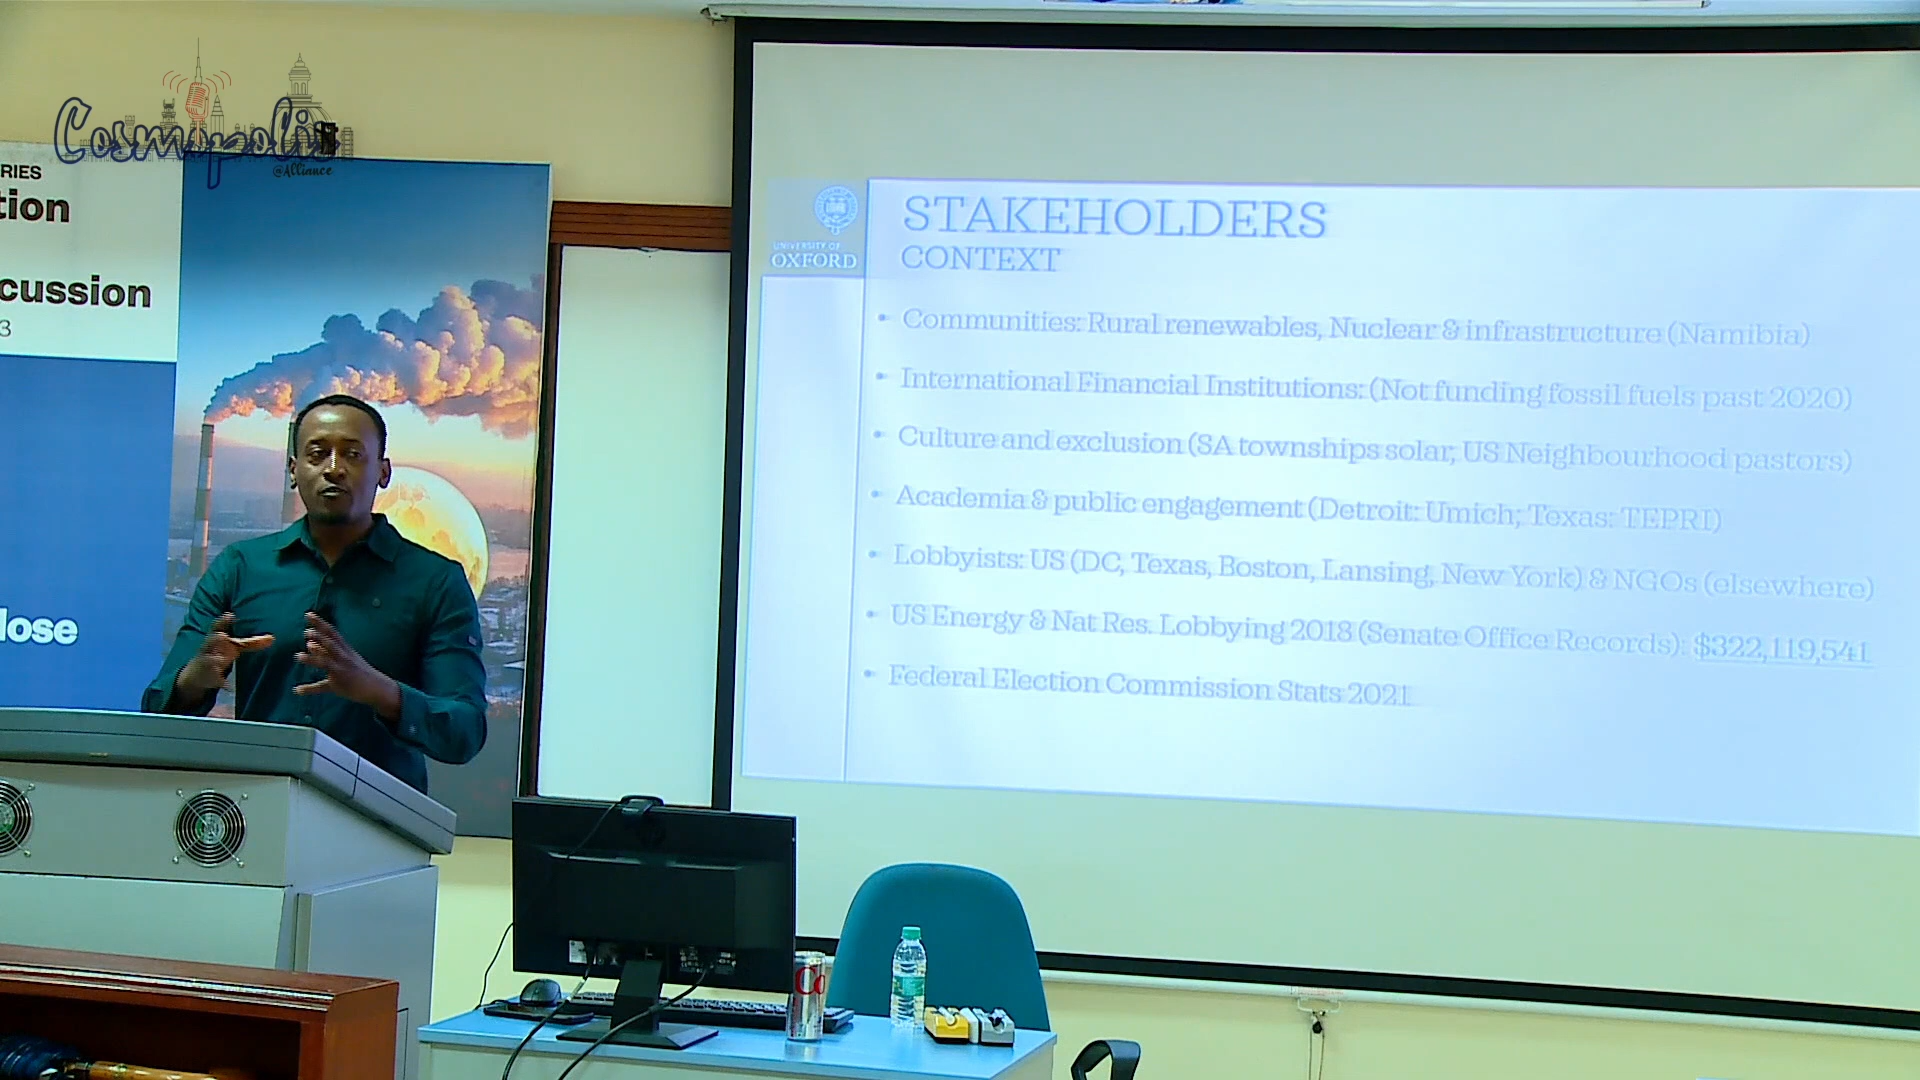 Cosmopolis
@Alliance
RIES
tion
cussion
3
lose
UNIVERSITY OF
OXFORD
STAKEHOLDERS
CONTEXT
• Communities: Rural renewables, Nuclear & infrastructure (Namibia)
• International Financial Institutions: (Not funding fossil fuels past 2020)
• Culture and exclusion (SA townships solar, US Neighbourhood pastors)
• Academia & public engagement (Detroit: Umich; Texas: TEPRI)
• Lobbyists: US (DC, Texas, Boston, Lansing, New York) & NGOs (elsewhere)
• US Energy & Nat Res. Lobbying 2018 (Senate Office Records): $322,119,541
• Federal Election Commission Stats 2021
Co